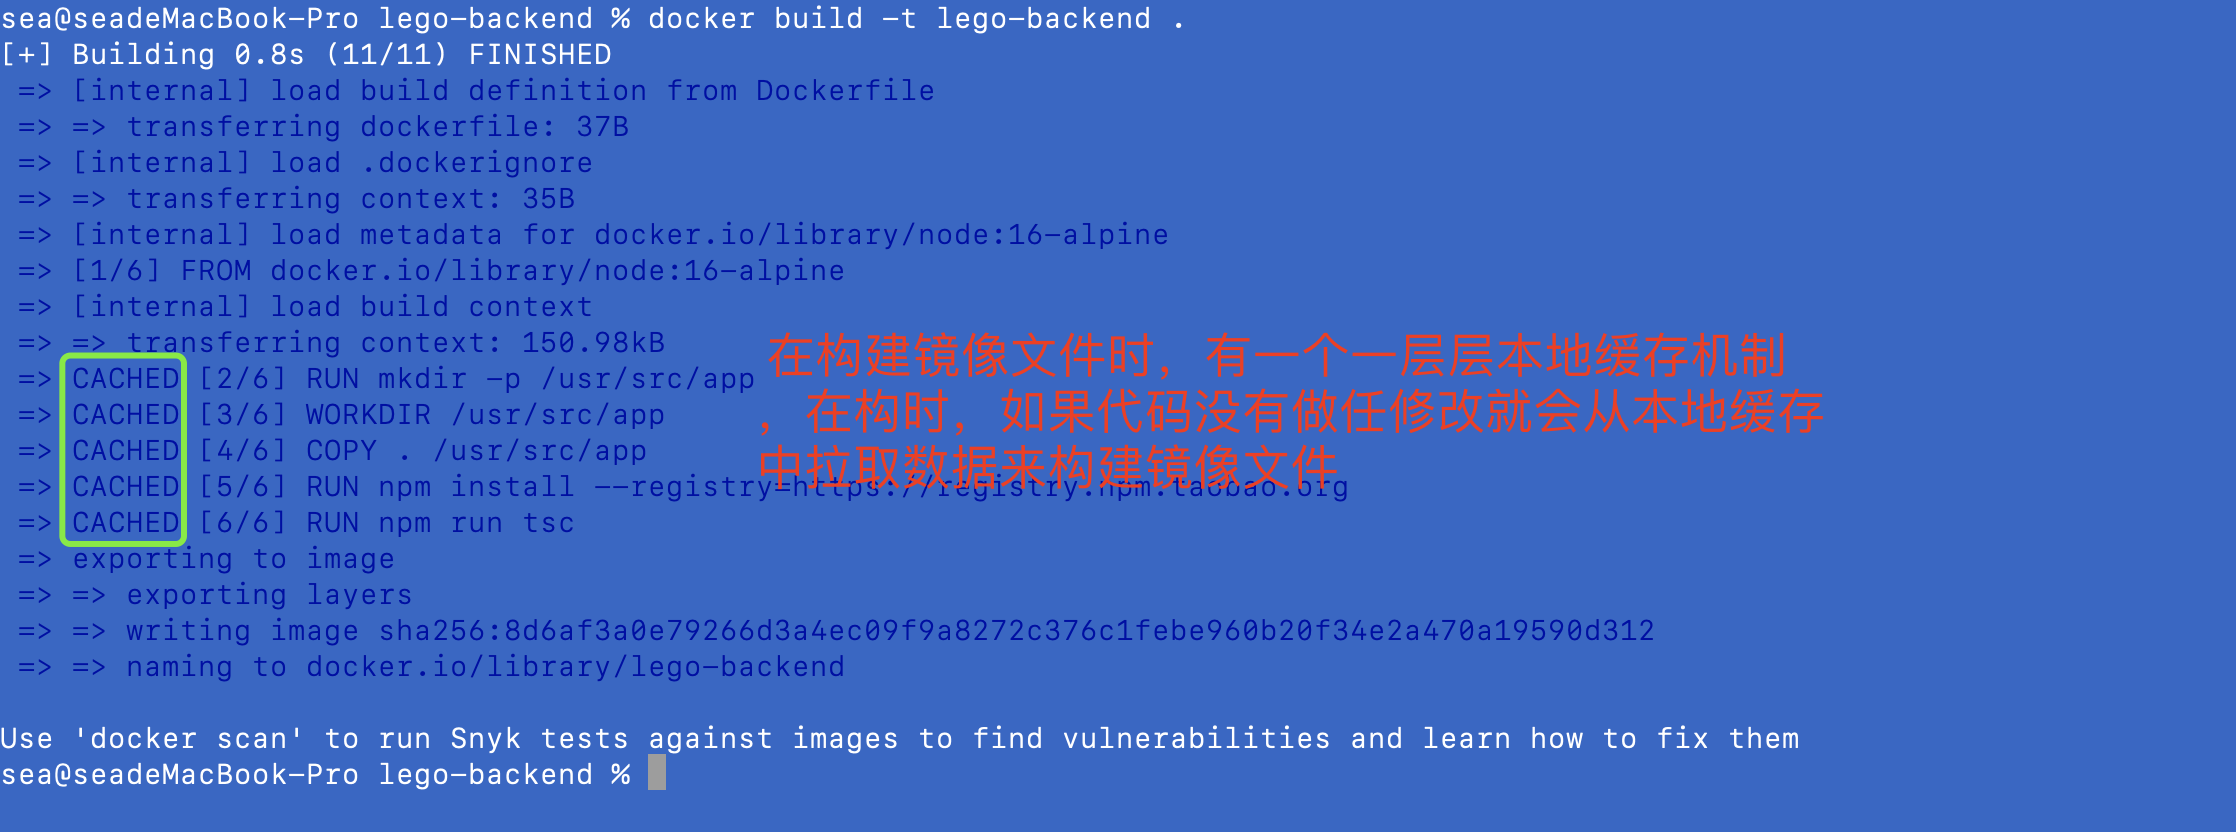 sea@seadeMacBook-Pro lego-backend % docker build -t lego-backend .
[+] Building 0.8s (11/11) FINISHED
=> [internal] load build definition from Dockerfile
=> => transferring dockerfile: 37B
=> [internal] load .dockerignore
=> => transferring context: 35B
=> [internal] load metadata for docker.io/library/node:16-alpine
=> [1/6] FROM docker.io/library/node:16-alpine
=> [internal] load build context
=> => transferring context: 150.98kB
在构建镜像文件时，有一个一层层本地缓存机制
=> CACHED [2/6] RUN mkdir -p /usr/src/app
=> CACHED [3/6] WORKDIR /usr/src/app
，在构时，如果代码没有做任修改就会从本地缓存
=> CACHED [4/6] COPY . /usr/src/app
中拉取数据来构建镜像文件
=> CACHED [5/6] RUN npm install --registry=https://registry.npm.taobao.org
=> CACHED [6/6] RUN npm run tsc
=> exporting to image
=> => exporting layers
=> => writing image sha256:8d6af3a0e79266d3a4ec09f9a8272c376c1febe960b20f34e2a470a19590d312
=> => naming to docker.io/library/lego-backend
Use 'docker scan' to run Snyk tests against images to find vulnerabilities and learn how to fix them
sea@seadeMacBook-Pro lego-backend %